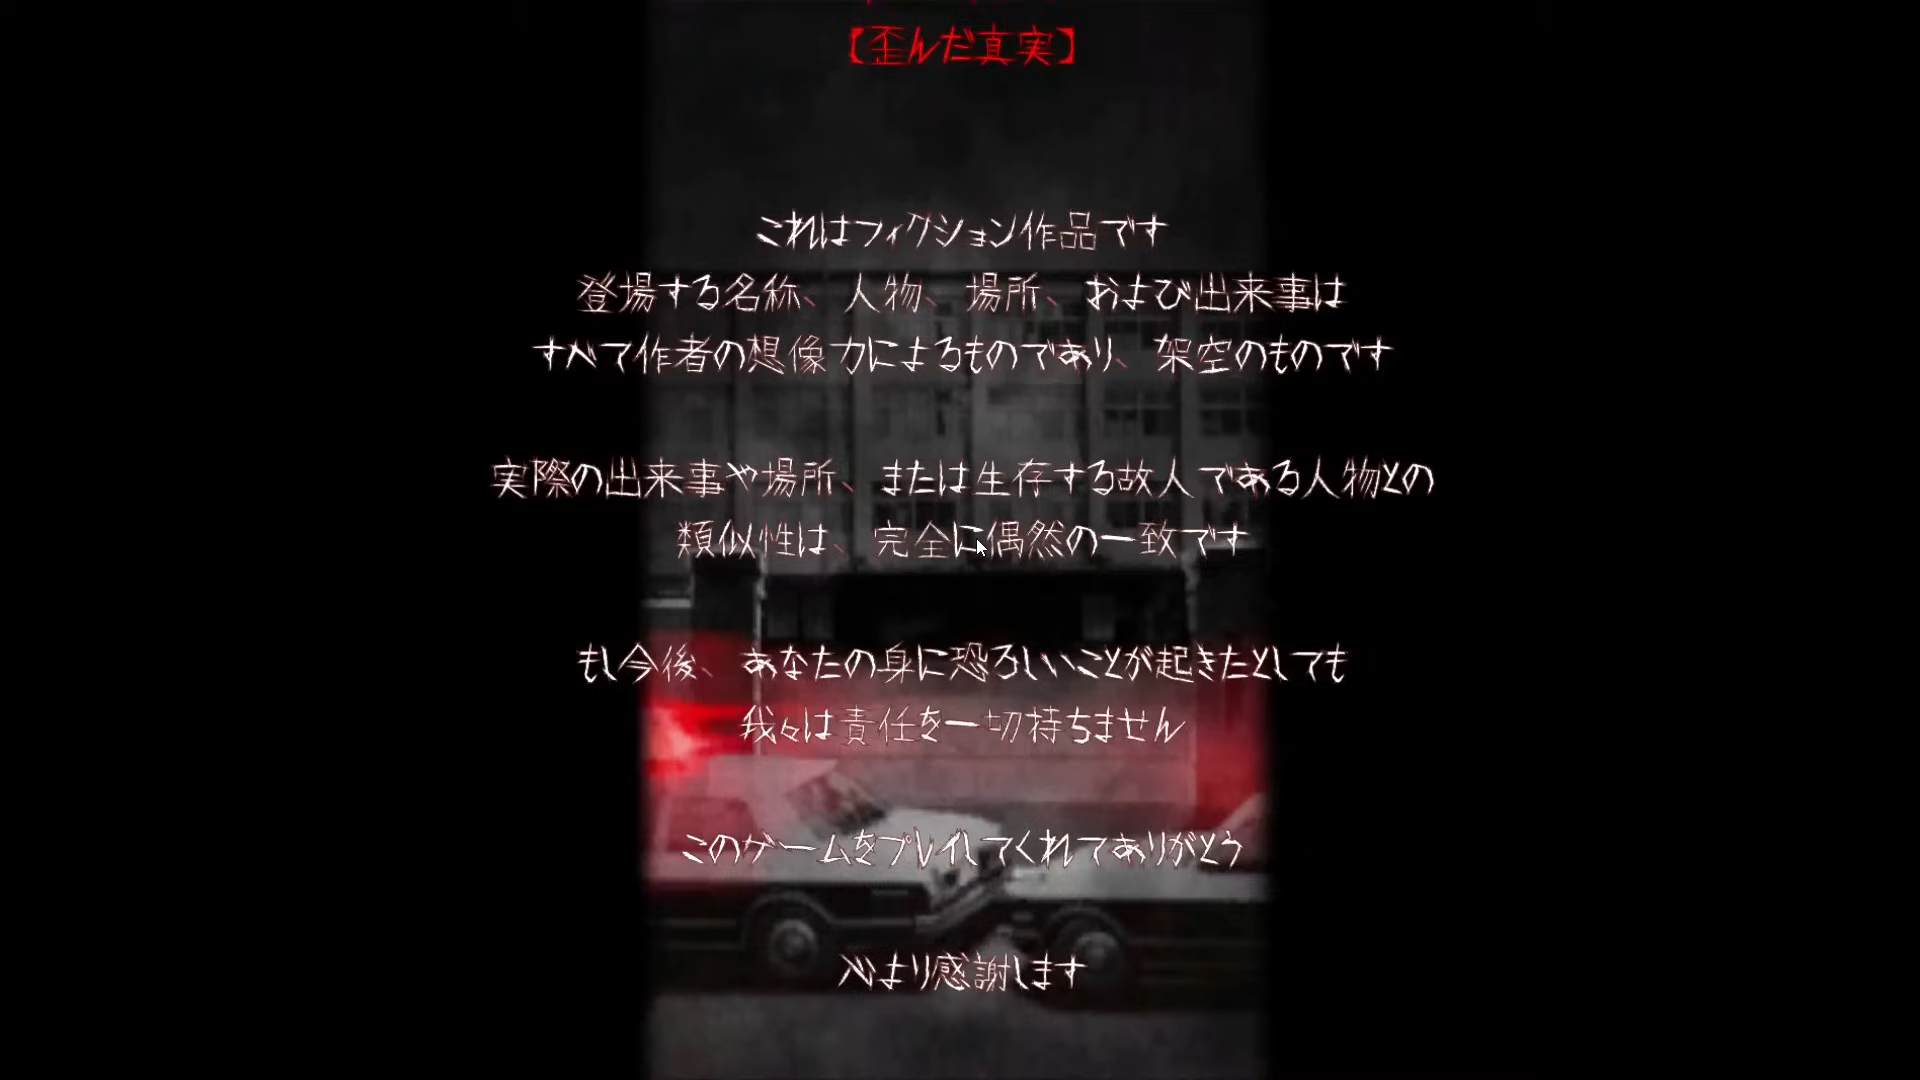 【歪んだ真実】
これはフィクション作品です
登場する名称、人物、場所、および出来事は
すべて作者の想像力によるものであり、架空のものです
実際の出来事や場所、または生存する故人である人物との
類似性は、完全に偶然の一致です
もし今後、あなたの身に恐ろしいことが起きたとしても
我々は責任を一切持ちません
このゲームをプレイしてくれてありがとう
心より感謝します